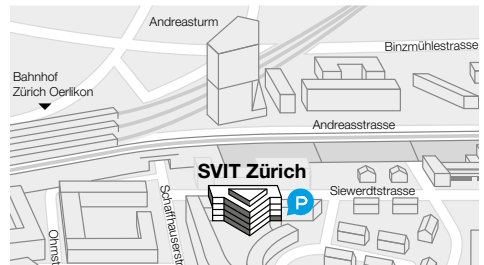 Andreasturm
Binzmühlestrasse
Bahnhof
Zürich Oerlikon
Andreasstrasse
SVIT Zürich
P
Siewerdtstrasse
Schaffhauserstr
Ohmst